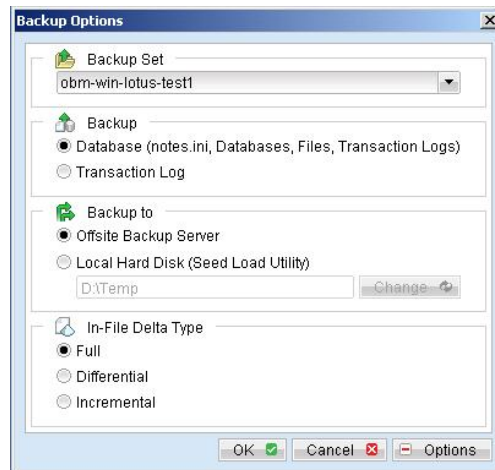 Backup Options
Backup Set
obm-win-lotus-test1
Backup
Database (notes.ini, Databases, Files, Transaction Logs)
Transaction Log
Backup to
Offsite Backup Server
Local Hard Disk (Seed Load Utility)
D:\Temp Change
In-File Delta Type
Full
Differential
Incremental
OK Cancel Options